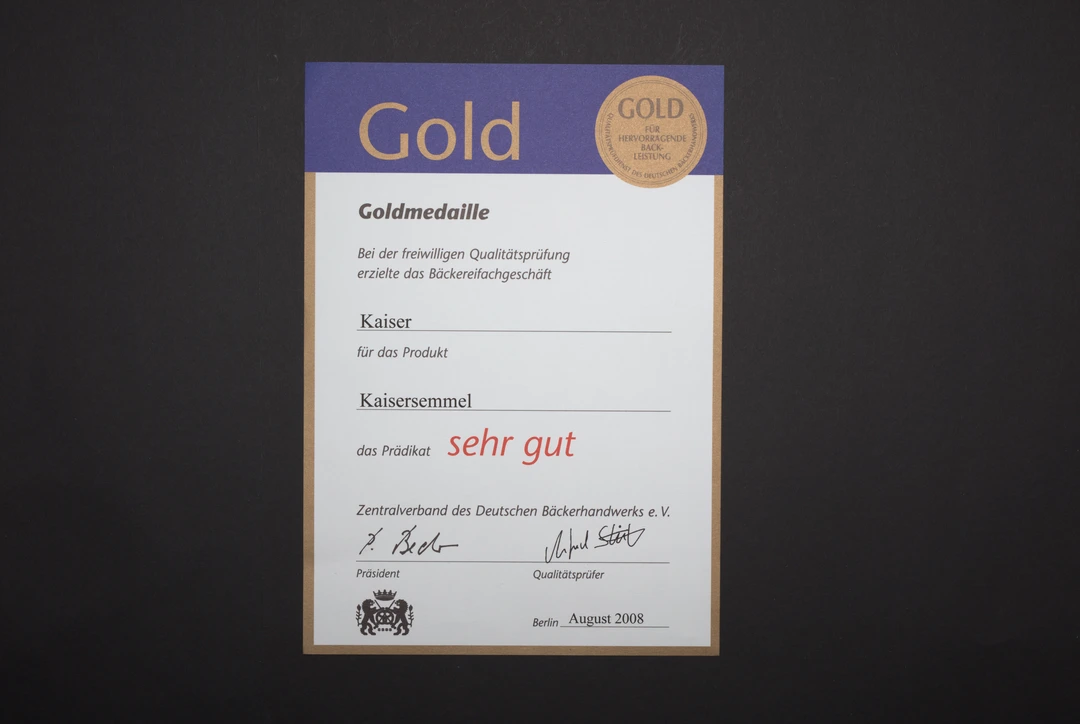 Gold
GOLD
FÜR
HERVORRAGENDE
BACK-
LEISTUNG
Goldmedaille
Bei der freiwilligen Qualitätsprüfung
erzielte das Bäckereifachgeschäft
Kaiser
für das Produkt
Kaisersemmel
das Prädikat sehr gut
Zentralverband des Deutschen Bäckerhandwerks e. V.
P. Becker
Präsident Qualitätsprüfer
Berlin August 2008